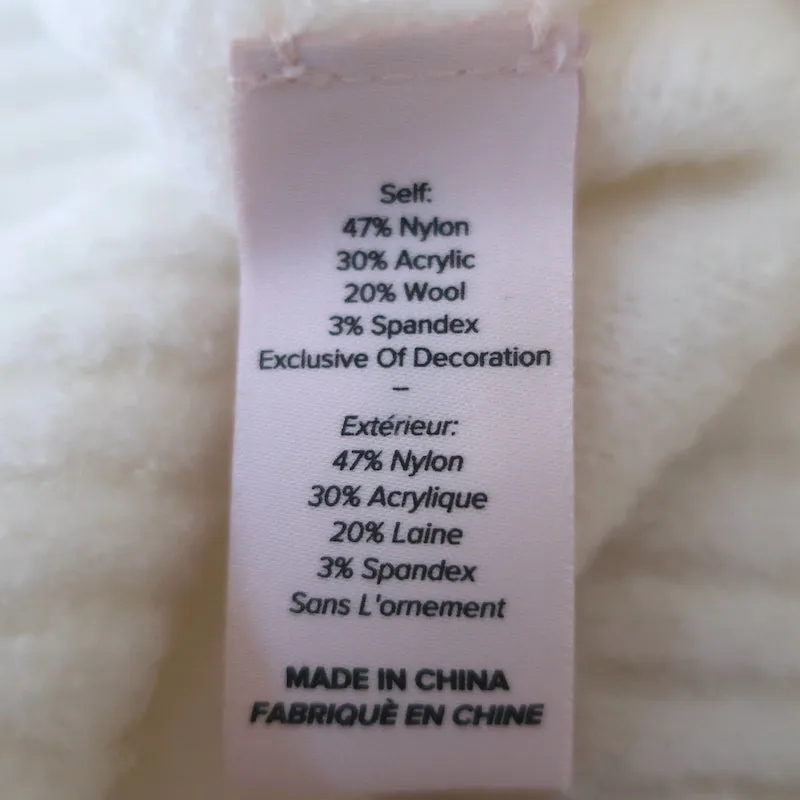 Self:
47% Nylon
30% Acrylic
20% Wool
3% Spandex
Exclusive Of Decoration
–
Extérieur:
47% Nylon
30% Acrylique
20% Laine
3% Spandex
Sans L'ornement
MADE IN CHINA
FABRIQUÈ EN CHINE